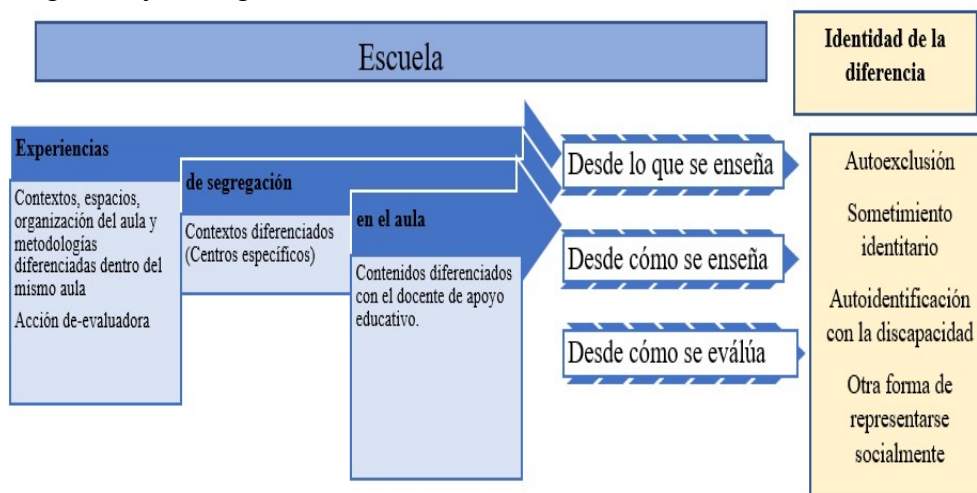 Escuela
Identidad de la
diferencia
Experiencias
Contextos, espacios,
organización del aula y
metodologías
diferenciadas dentro del
mismo aula
Acción de-evaluadora
de segregación
Contextos diferenciados
(Centros específicos)
en el aula
Contenidos diferenciados
con el docente de apoyo
educativo.
Desde lo que se enseña
Desde cómo se enseña
Desde cómo se eválúa
Autoexclusión
Sometimiento
identitario
Autoidentificación
con la discapacidad
Otra forma de
representarse
socialmente